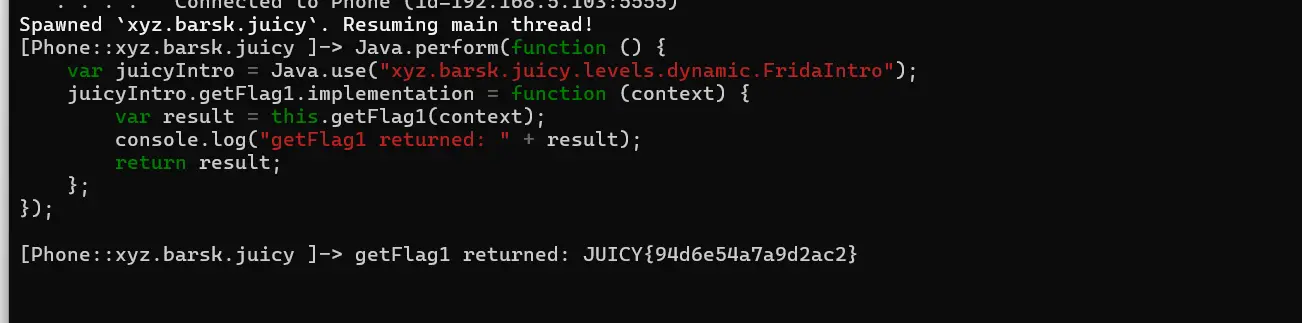 . . . .   Connected to Phone (id=192.168.5.103:5555)
Spawned `xyz.barsk.juicy`. Resuming main thread!
[Phone::xyz.barsk.juicy ]-> Java.perform(function () {
    var juicyIntro = Java.use("xyz.barsk.juicy.levels.dynamic.FridaIntro");
    juicyIntro.getFlag1.implementation = function (context) {
        var result = this.getFlag1(context);
        console.log("getFlag1 returned: " + result);
        return result;
    };
});
[Phone::xyz.barsk.juicy ]-> getFlag1 returned: JUICY{94d6e54a7a9d2ac2}